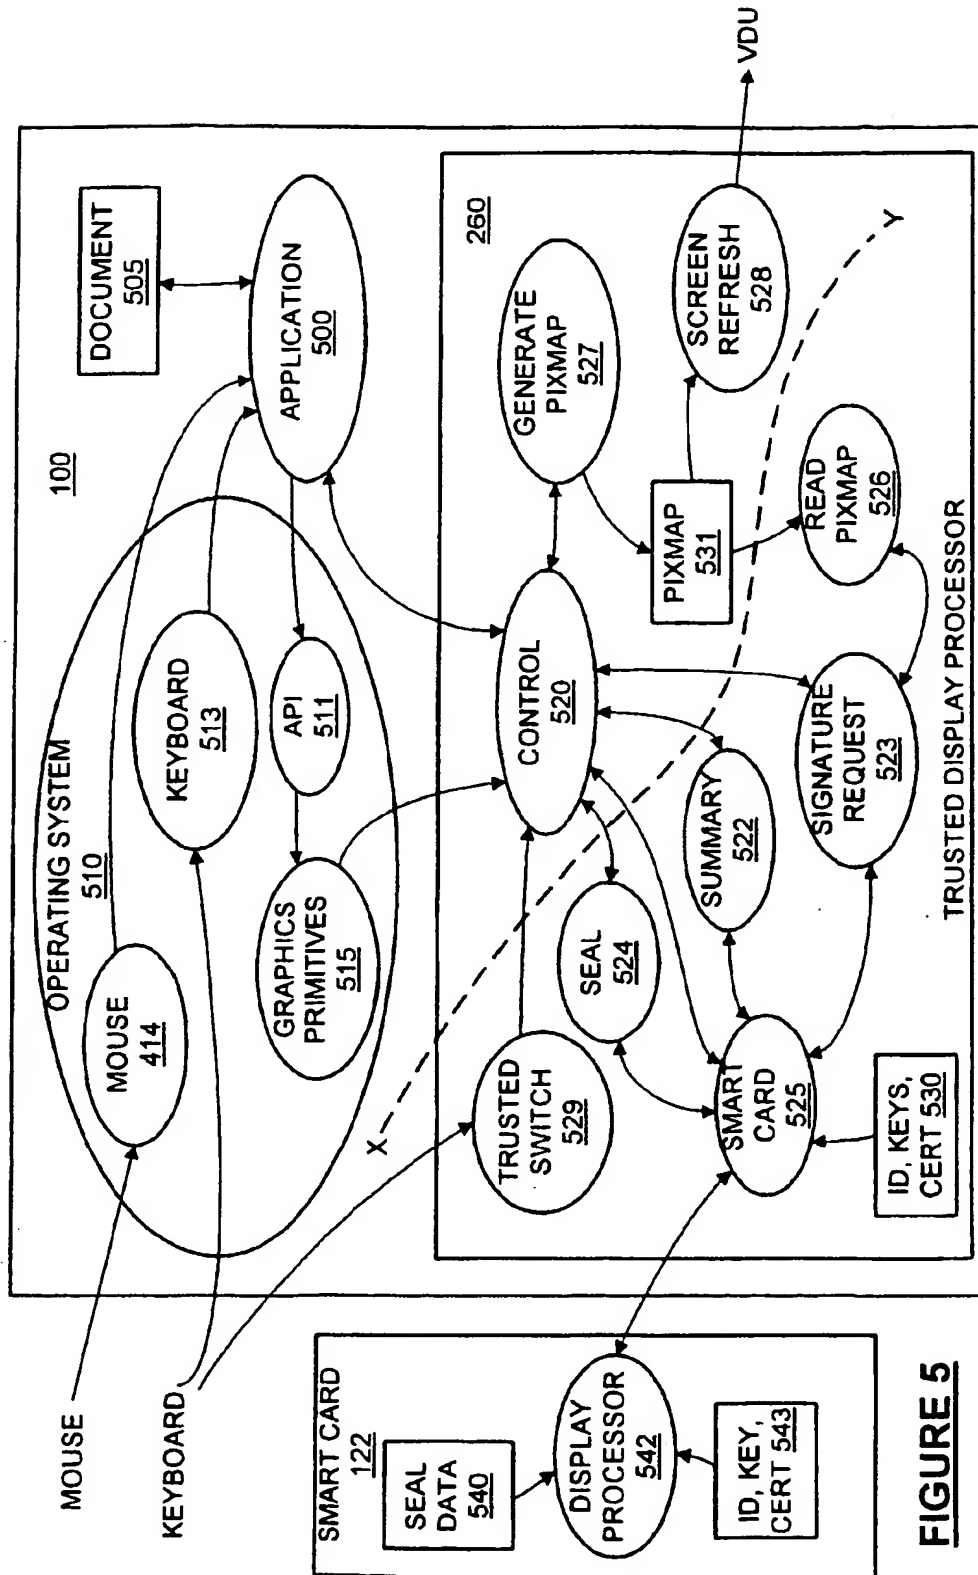 MOUSE
KEYBOARD
OPERATING SYSTEM
510
100
MOUSE
414
KEYBOARD
513
API
511
GRAPHICS
PRIMITIVES
515
DOCUMENT
505
APPLICATION
500
X
Y
260
TRUSTED
SWITCH
529
CONTROL
520
GENERATE
PIXMAP
527
SEAL
524
PIXMAP
531
SCREEN
REFRESH
528
VDU
SMART
CARD
525
SUMMARY
522
SIGNATURE
REQUEST
523
READ
PIXMAP
526
ID, KEYS,
CERT 530
TRUSTED DISPLAY PROCESSOR
SMART CARD
122
SEAL
DATA
540
DISPLAY
PROCESSOR
542
ID, KEY,
CERT 543
FIGURE 5